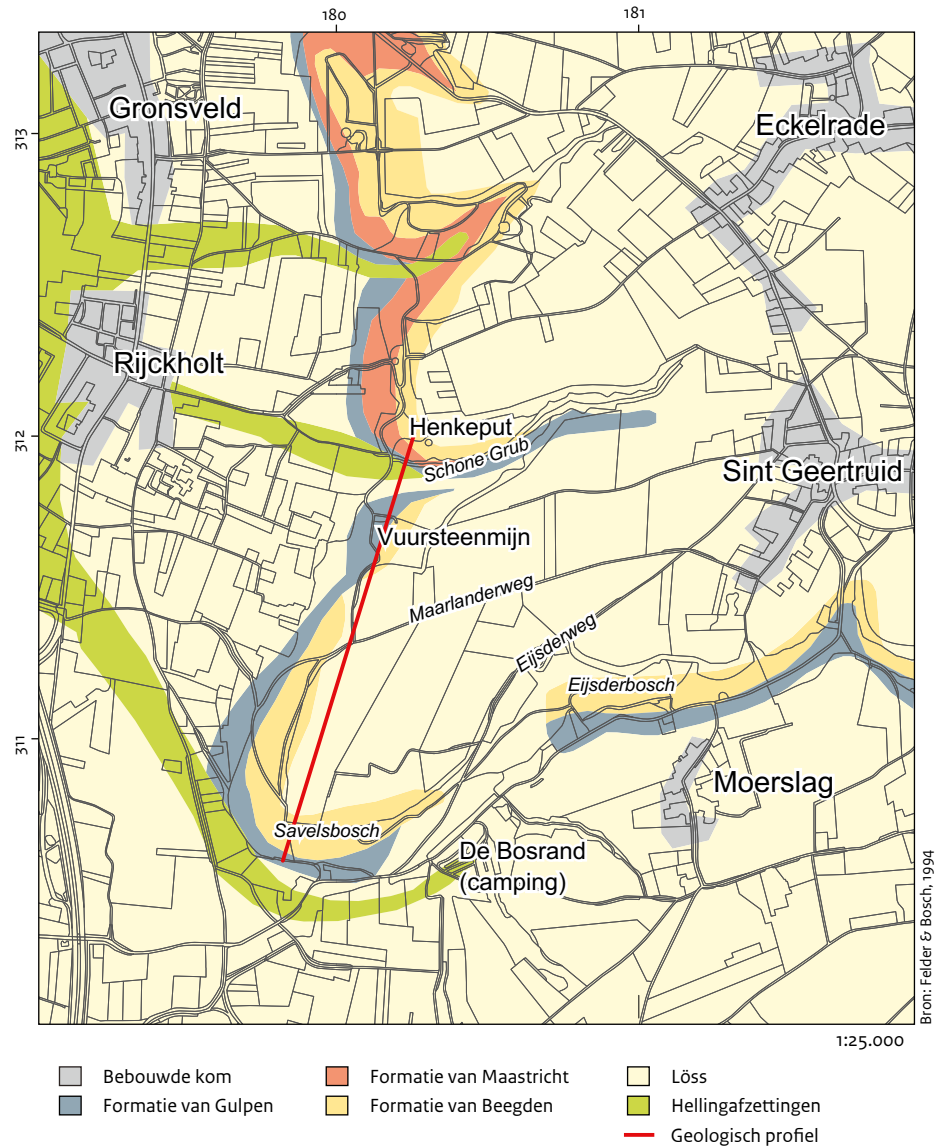 180
181
313
Gronsveld
Eckelrade
Rijckholt
312
Henkeput
Schone Grub
Sint Geertruid
Vuursteenmijn
Maarlanderweg
Eijsderweg
Eijsderbosch
311
Moerslag
Savelsbosch
De Bosrand
(camping)
Bron: Felder & Bosch, 1994
1:25.000
Bebouwde kom
Formatie van Maastricht
Löss
Formatie van Gulpen
Formatie van Beegden
Hellingafzettingen
Geologisch profiel